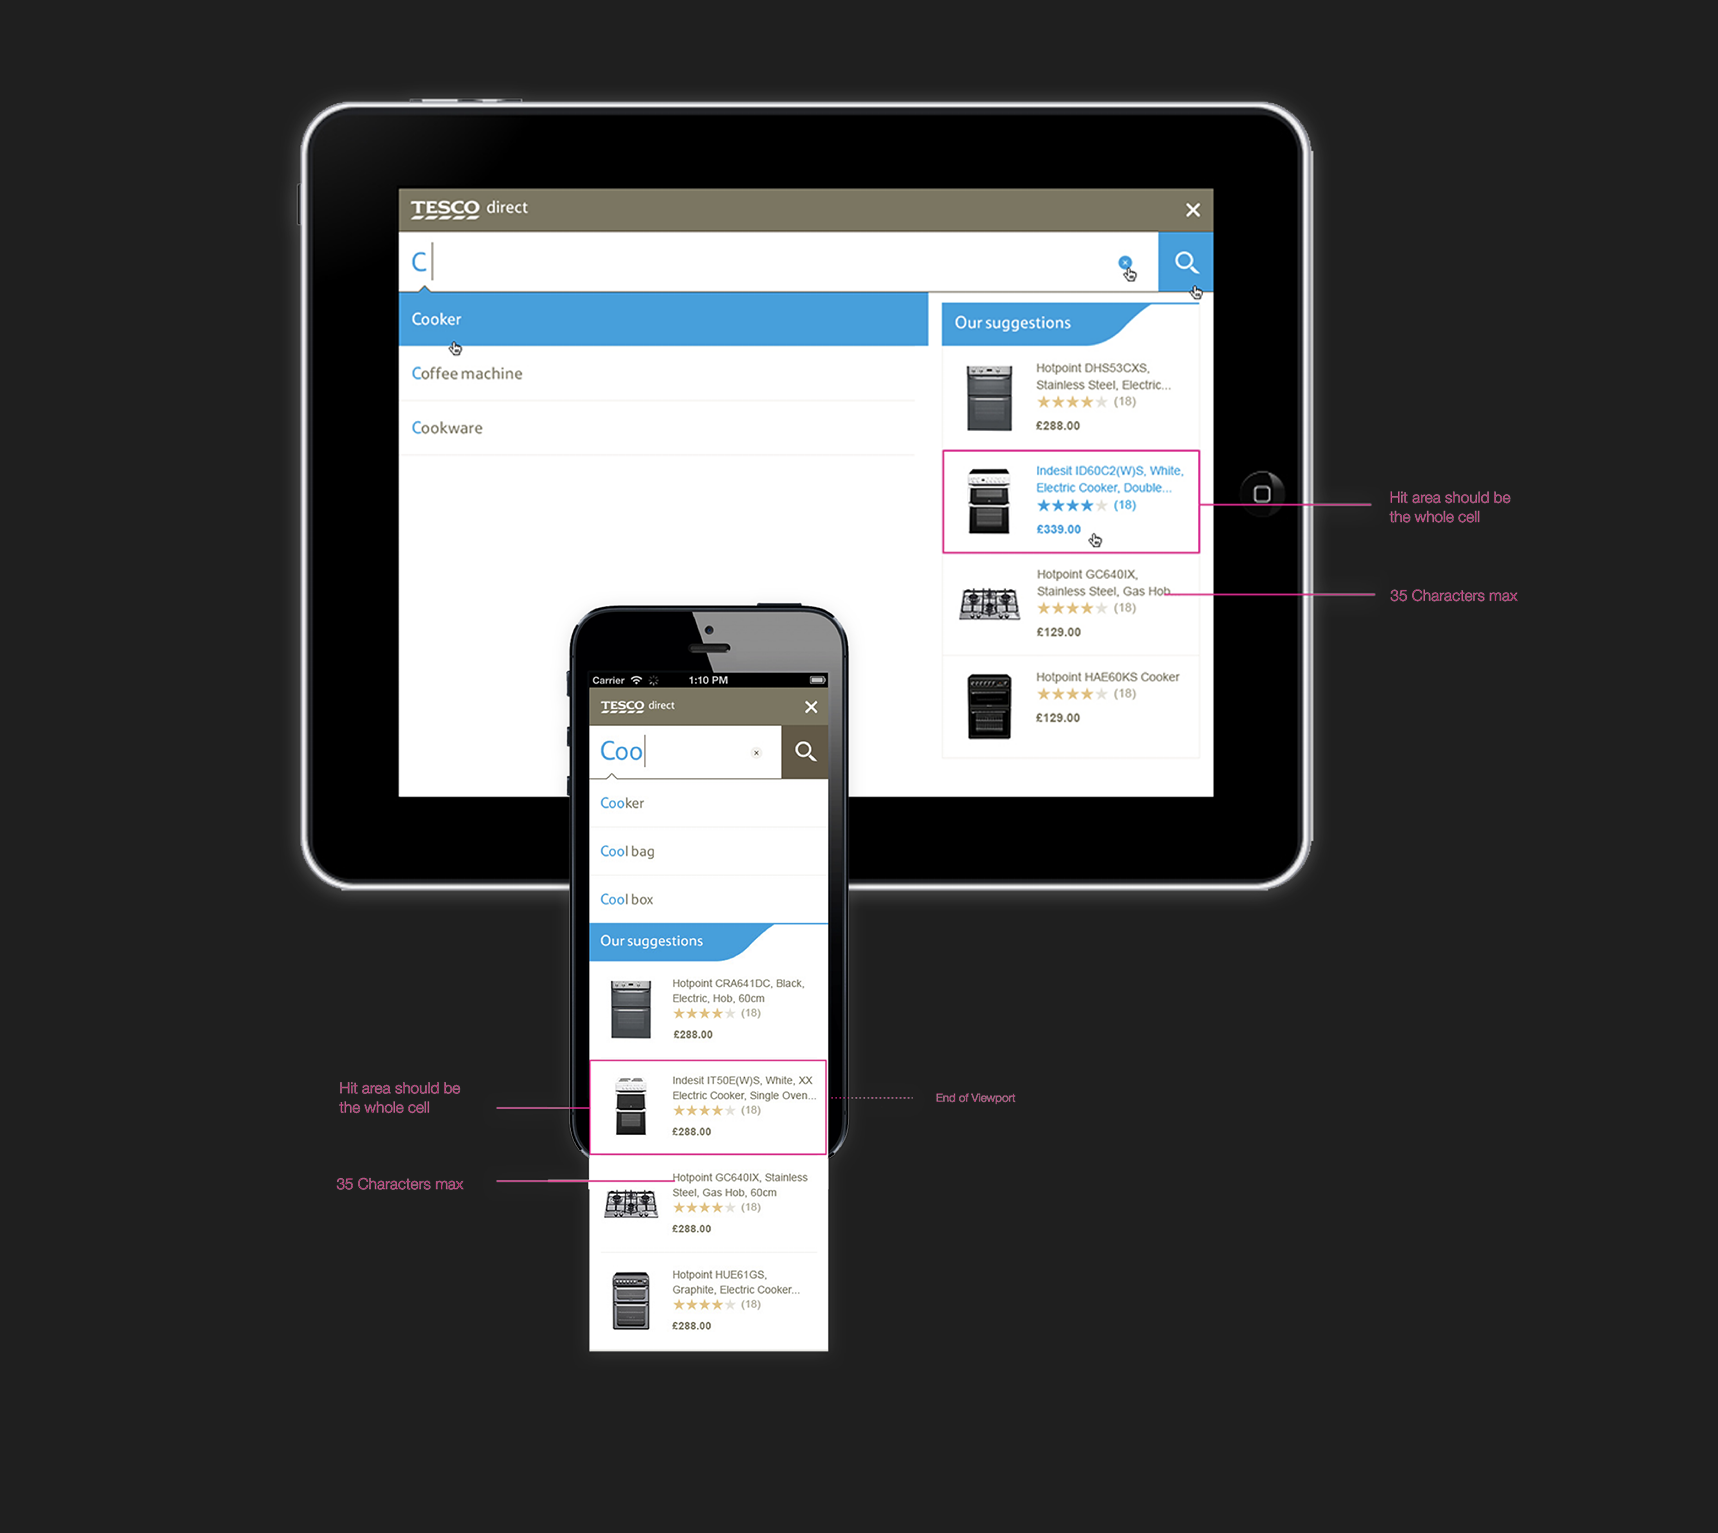 TESCO direct
C
Cooker
Coffee machine
Cookware
Our suggestions
Hotpoint DHS53CXS,
Stainless Steel, Electric...
(18)
£288.00
Indesit ID60C2(W)S, White,
Electric Cooker, Double...
(18)
£339.00
Hotpoint GC640IX,
Stainless Steel, Gas Hob
(18)
£129.00
Hotpoint HAE60KS Cooker
(18)
£129.00
Hit area should be
the whole cell
35 Characters max
Carrier 1:10 PM
TESCO direct
Coo
Cooker
Cool bag
Cool box
Our suggestions
Hotpoint CRA641DC, Black,
Electric, Hob, 60cm
(18)
£288.00
Indesit IT50E(W)S, White, XX
Electric Cooker, Single Oven...
(18)
£288.00
Hotpoint GC640IX, Stainless
Steel, Gas Hob, 60cm
(18)
£288.00
Hotpoint HUE61GS,
Graphite, Electric Cooker...
(18)
£288.00
Hit area should be
the whole cell
35 Characters max
End of Viewport